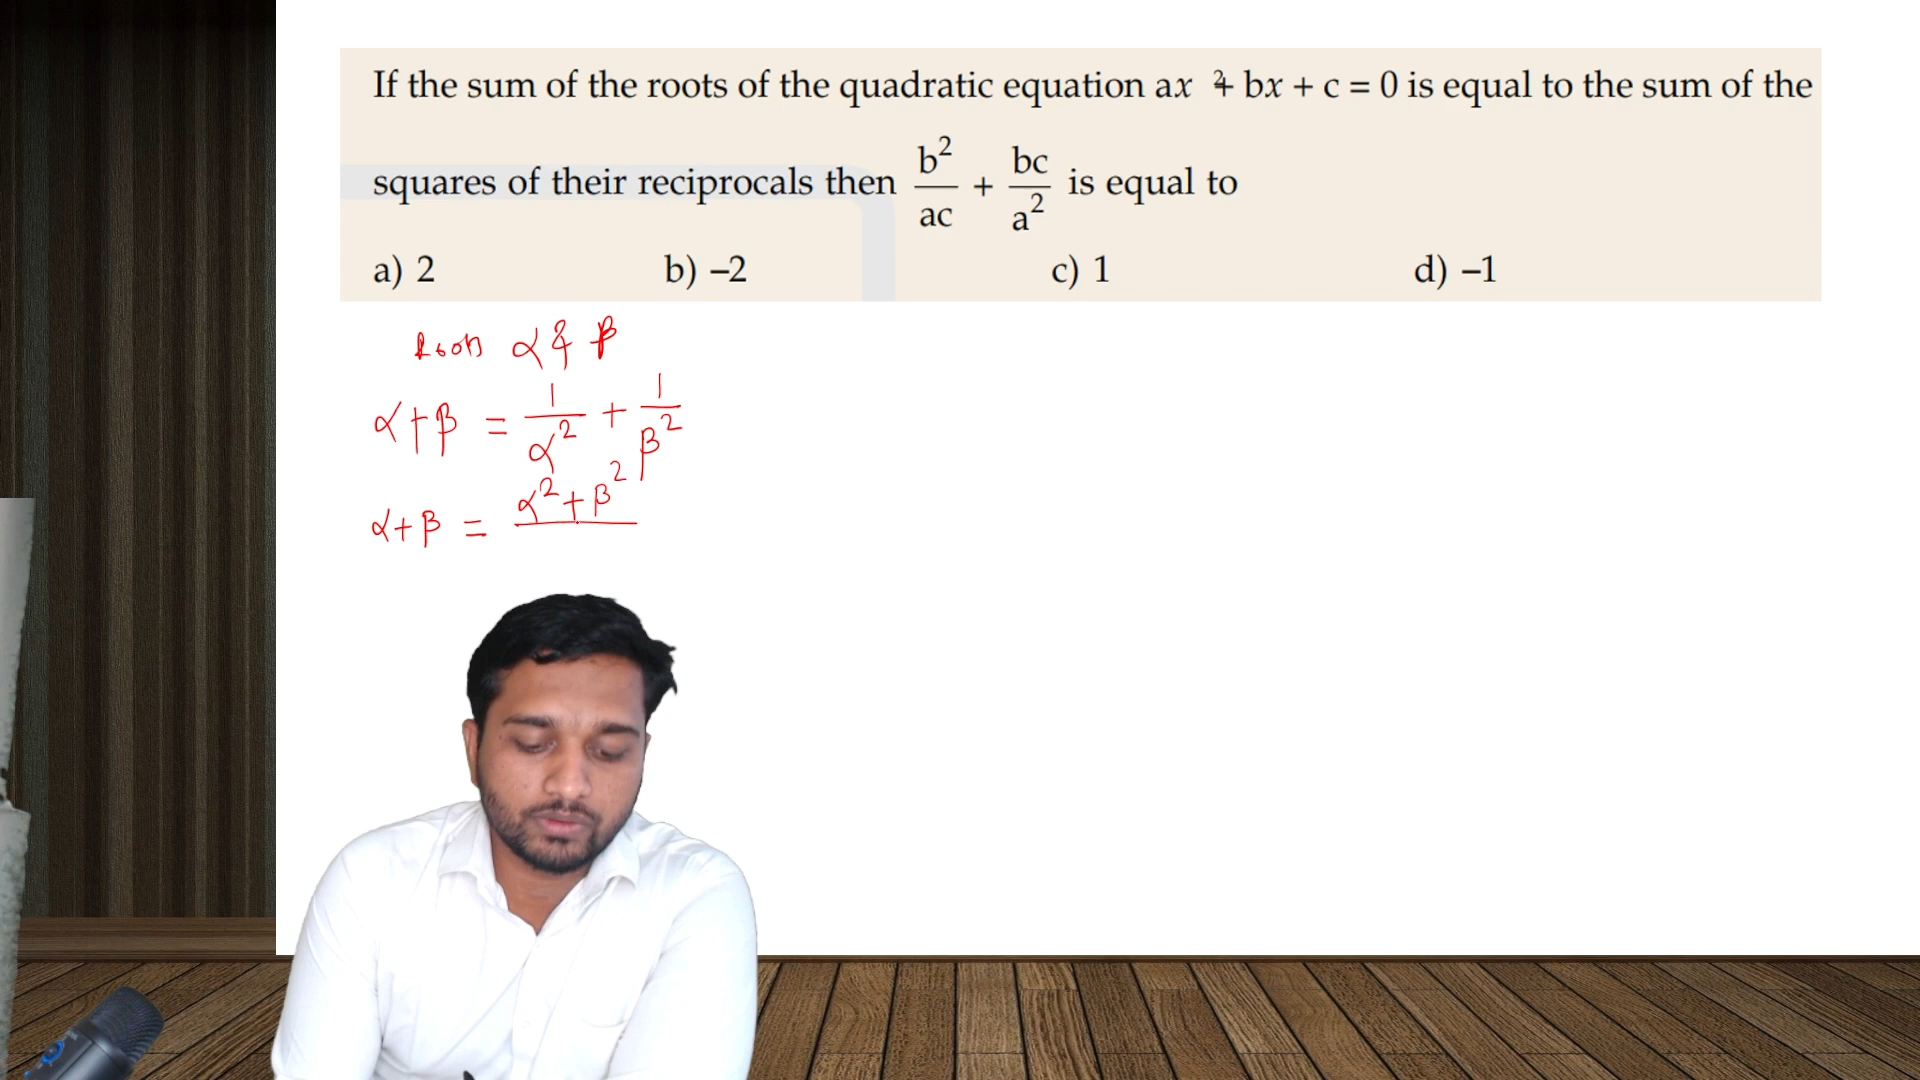 If the sum of the roots of the quadratic equation ax² + bx + c = 0 is equal to the sum of the
squares of their reciprocals then b²/ac + bc/a² is equal to
a) 2 b) –2 c) 1 d) –1
Roots α & β
α+β = 1/α² + 1/β²
α+β = α²+β²